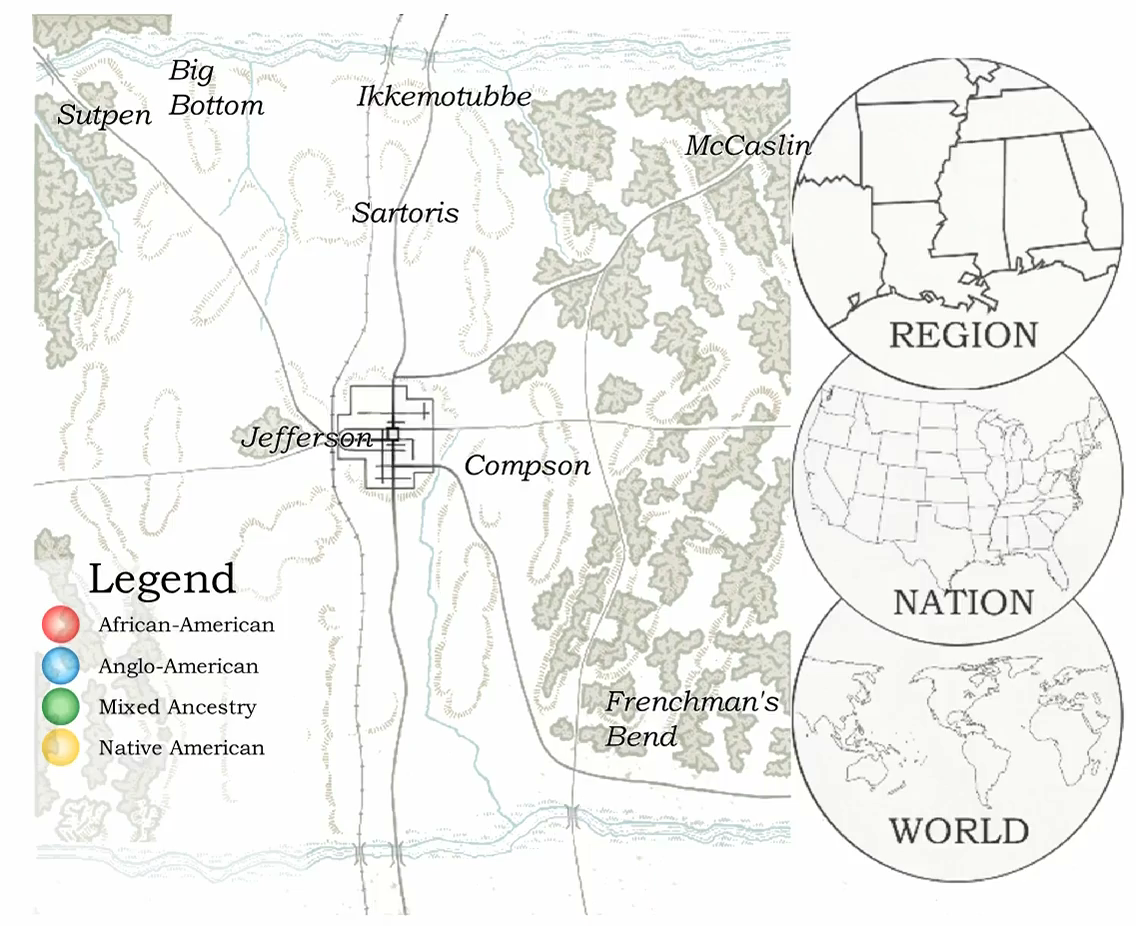 Big
Bottom
Sutpen
Ikkemotubbe
McCaslin
Sartoris
Jefferson
Compson
Frenchman's
Bend
Legend
African-American
Anglo-American
Mixed Ancestry
Native American
REGION
NATION
WORLD